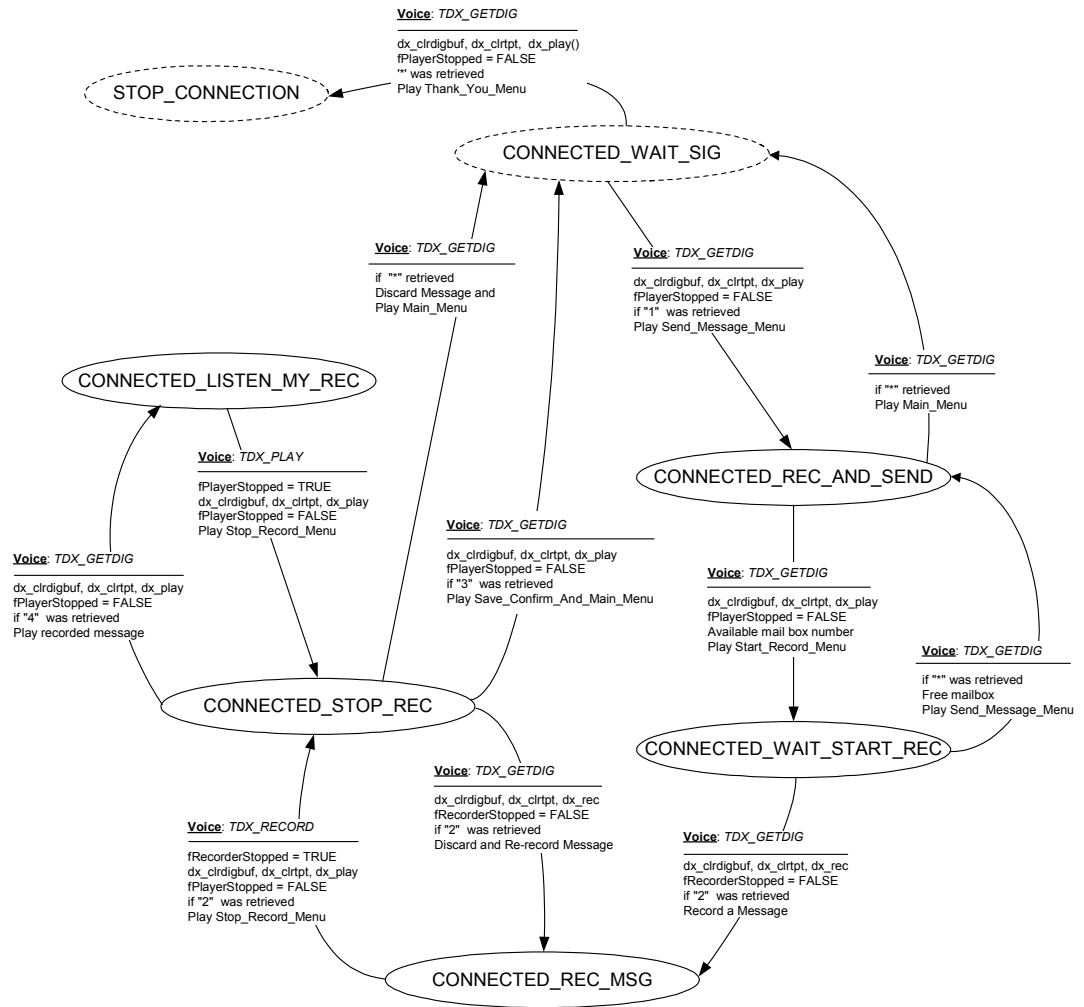 Voice: TDX_GETDIG
dx_clrdigbuf, dx_clrtpt, dx_play()
fPlayerStopped = FALSE
'*' was retrieved
Play Thank_You_Menu
STOP_CONNECTION
CONNECTED_WAIT_SIG
Voice: TDX_GETDIG
if "*" retrieved
Discard Message and
Play Main_Menu
Voice: TDX_GETDIG
dx_clrdigbuf, dx_clrtpt, dx_play
fPlayerStopped = FALSE
if "1" was retrieved
Play Send_Message_Menu
Voice: TDX_GETDIG
if "*" retrieved
Play Main_Menu
CONNECTED_LISTEN_MY_REC
Voice: TDX_PLAY
fPlayerStopped = TRUE
dx_clrdigbuf, dx_clrtpt, dx_play
fPlayerStopped = FALSE
Play Stop_Record_Menu
CONNECTED_REC_AND_SEND
Voice: TDX_GETDIG
dx_clrdigbuf, dx_clrtpt, dx_play
fPlayerStopped = FALSE
if "4" was retrieved
Play recorded message
Voice: TDX_GETDIG
dx_clrdigbuf, dx_clrtpt, dx_play
fPlayerStopped = FALSE
if "3" was retrieved
Play Save_Confirm_And_Main_Menu
Voice: TDX_GETDIG
dx_clrdigbuf, dx_clrtpt, dx_play
fPlayerStopped = FALSE
Available mail box number
Play Start_Record_Menu
Voice: TDX_GETDIG
if "*" was retrieved
Free mailbox
Play Send_Message_Menu
CONNECTED_STOP_REC
CONNECTED_WAIT_START_REC
Voice: TDX_RECORD
fRecorderStopped = TRUE
dx_clrdigbuf, dx_clrtpt, dx_play
fPlayerStopped = FALSE
if "2" was retrieved
Play Stop_Record_Menu
Voice: TDX_GETDIG
dx_clrdigbuf, dx_clrtpt, dx_rec
fRecorderStopped = FALSE
if "2" was retrieved
Discard and Re-record Message
Voice: TDX_GETDIG
dx_clrdigbuf, dx_clrtpt, dx_rec
fRecorderStopped = FALSE
if "2" was retrieved
Record a Message
CONNECTED_REC_MSG